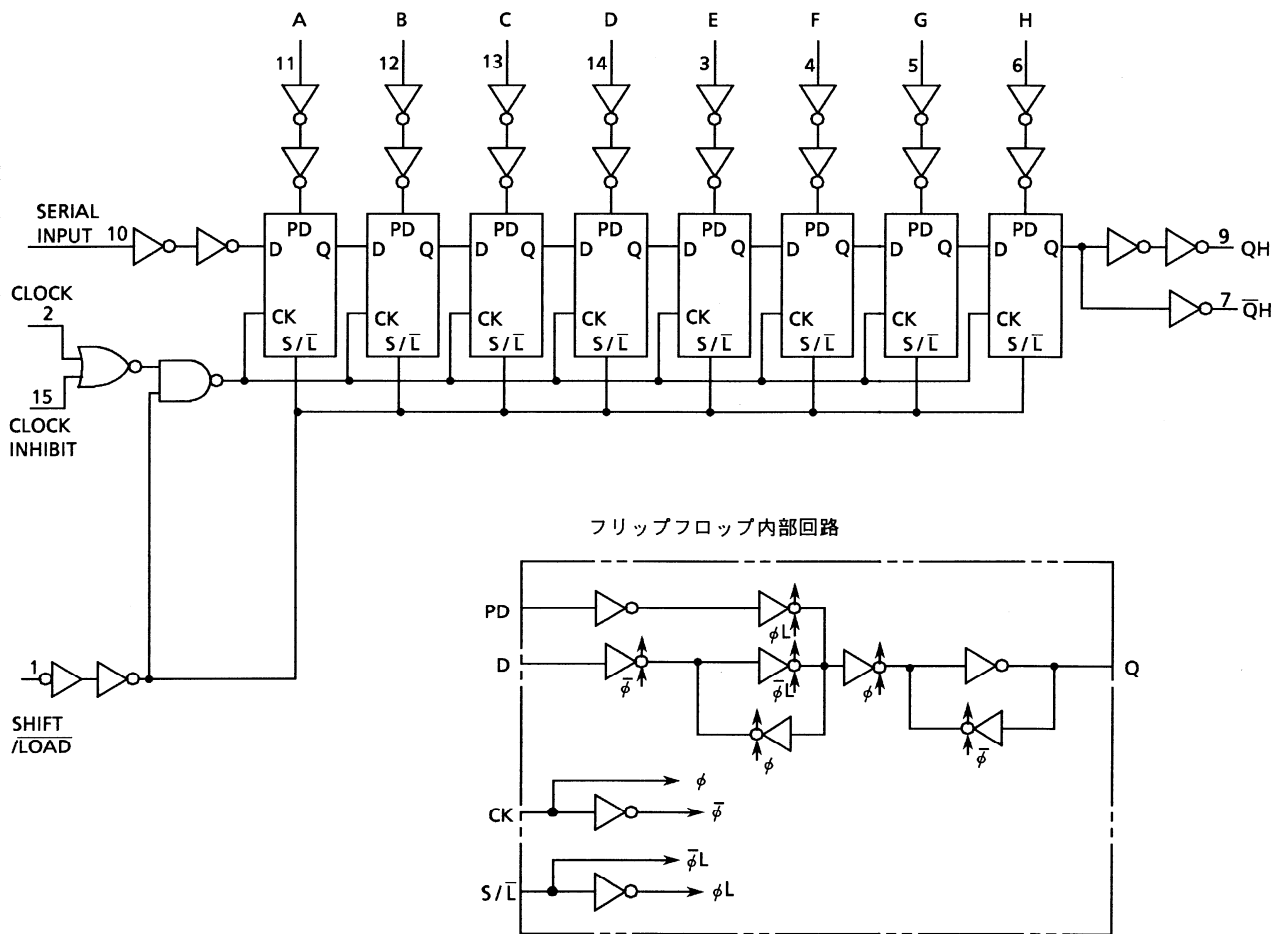 A B C D E F G H
11 12 13 14 3 4 5 6
SERIAL
INPUT 10
PD PD PD PD PD PD PD PD
D Q D Q D Q D Q D Q D Q D Q D Q
9 QH
7 Q̅H
CLOCK
2
CK CK CK CK CK CK CK CK
S/L̅ S/L̅ S/L̅ S/L̅ S/L̅ S/L̅ S/L̅ S/L̅
15
CLOCK
INHIBIT
フリップフロップ内部回路
PD
ϕL
D
ϕ̅
ϕ̅L
ϕ
Q
ϕ
ϕ̅
1
SHIFT
/L̅O̅A̅D̅
ϕ
CK
ϕ̅
ϕ̅L
S/L̅
ϕL